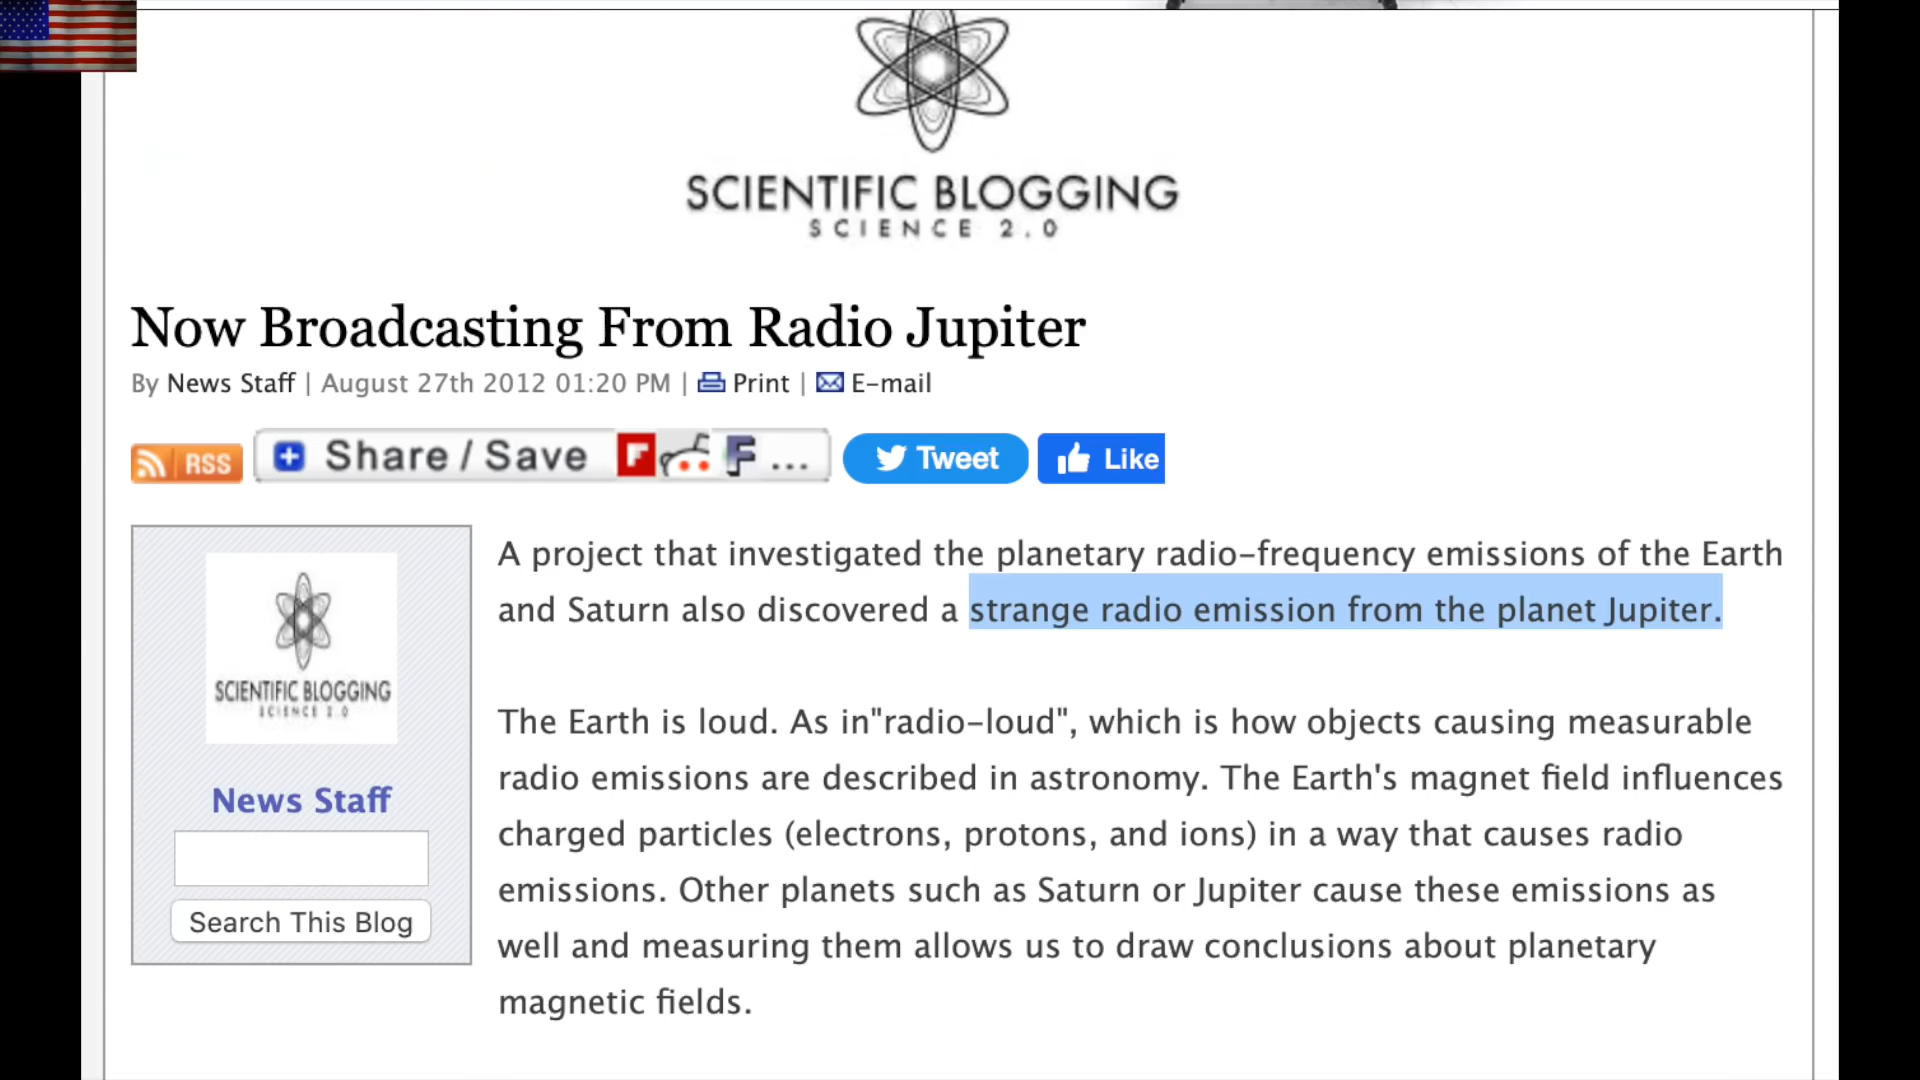 SCIENTIFIC BLOGGING
SCIENCE 2.0
Now Broadcasting From Radio Jupiter
By News Staff | August 27th 2012 01:20 PM | Print | E-mail
RSS Share / Save F F ... Tweet Like
SCIENTIFIC BLOGGING
SCIENCE 2.0
News Staff
Search This Blog
A project that investigated the planetary radio-frequency emissions of the Earth
and Saturn also discovered a strange radio emission from the planet Jupiter.
The Earth is loud. As in"radio-loud", which is how objects causing measurable
radio emissions are described in astronomy. The Earth's magnet field influences
charged particles (electrons, protons, and ions) in a way that causes radio
emissions. Other planets such as Saturn or Jupiter cause these emissions as
well and measuring them allows us to draw conclusions about planetary
magnetic fields.